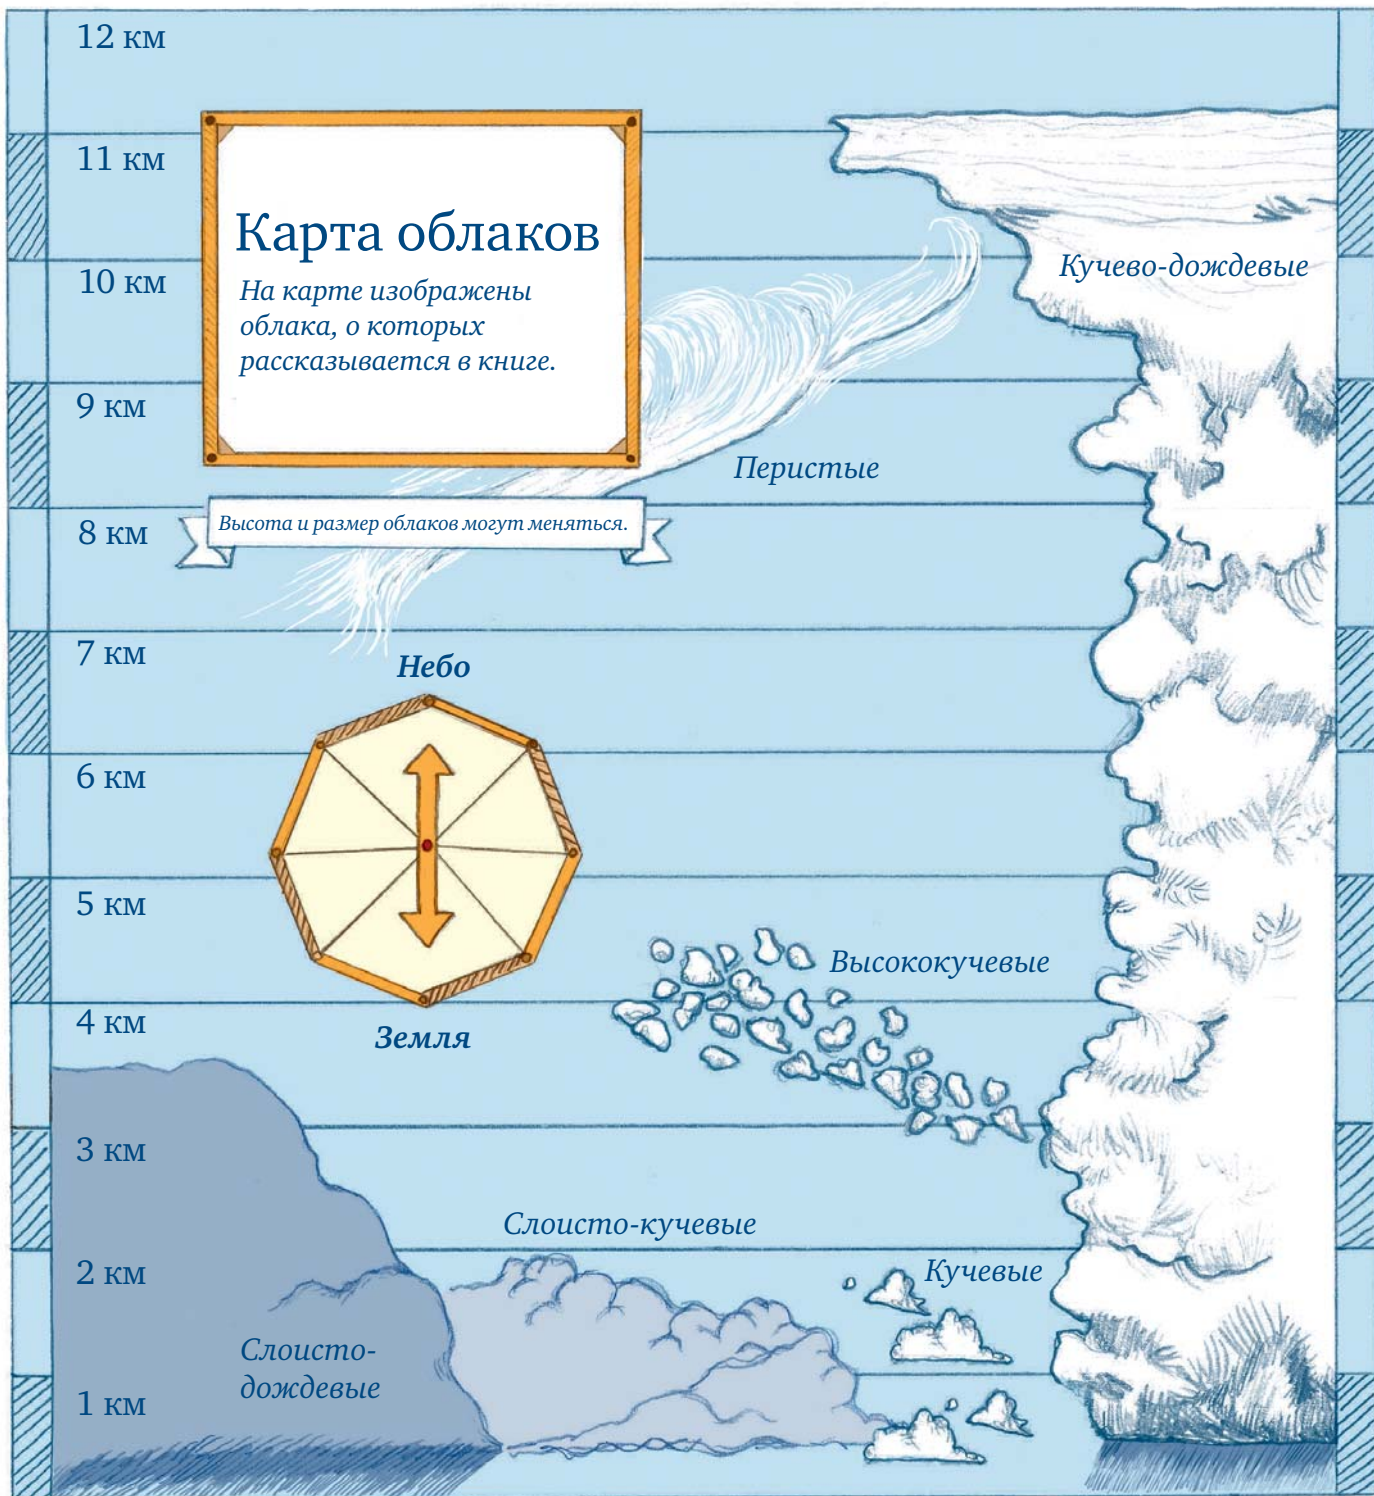 12 км
11 км
Карта облаков
На карте изображены
облака, о которых
рассказывается в книге.
Кучево-дождевые
10 км
9 км
Перистые
8 км
Высота и размер облаков могут меняться.
7 км
Небо
6 км
5 км
Высококучевые
4 км
Земля
3 км
Слоисто-кучевые
2 км
Кучевые
Слоисто-
дождевые
1 км